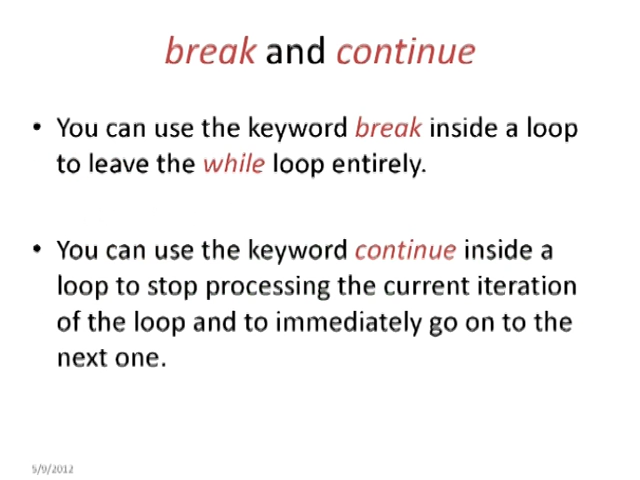 break and continue
• You can use the keyword break inside a loop
to leave the while loop entirely.
• You can use the keyword continue inside a
loop to stop processing the current iteration
of the loop and to immediately go on to the
next one.
5/9/2012